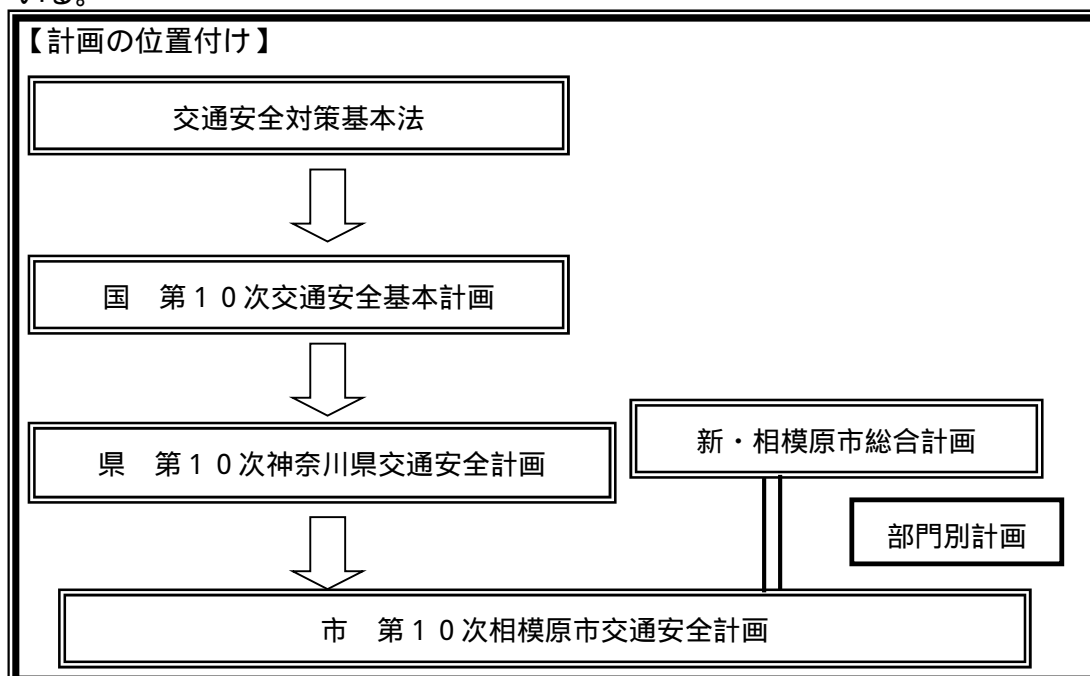 いる。
【計画の位置付け】
交通安全対策基本法
国　第１０次交通安全基本計画
県　第１０次神奈川県交通安全計画
新・相模原市総合計画
部門別計画
市　第１０次相模原市交通安全計画